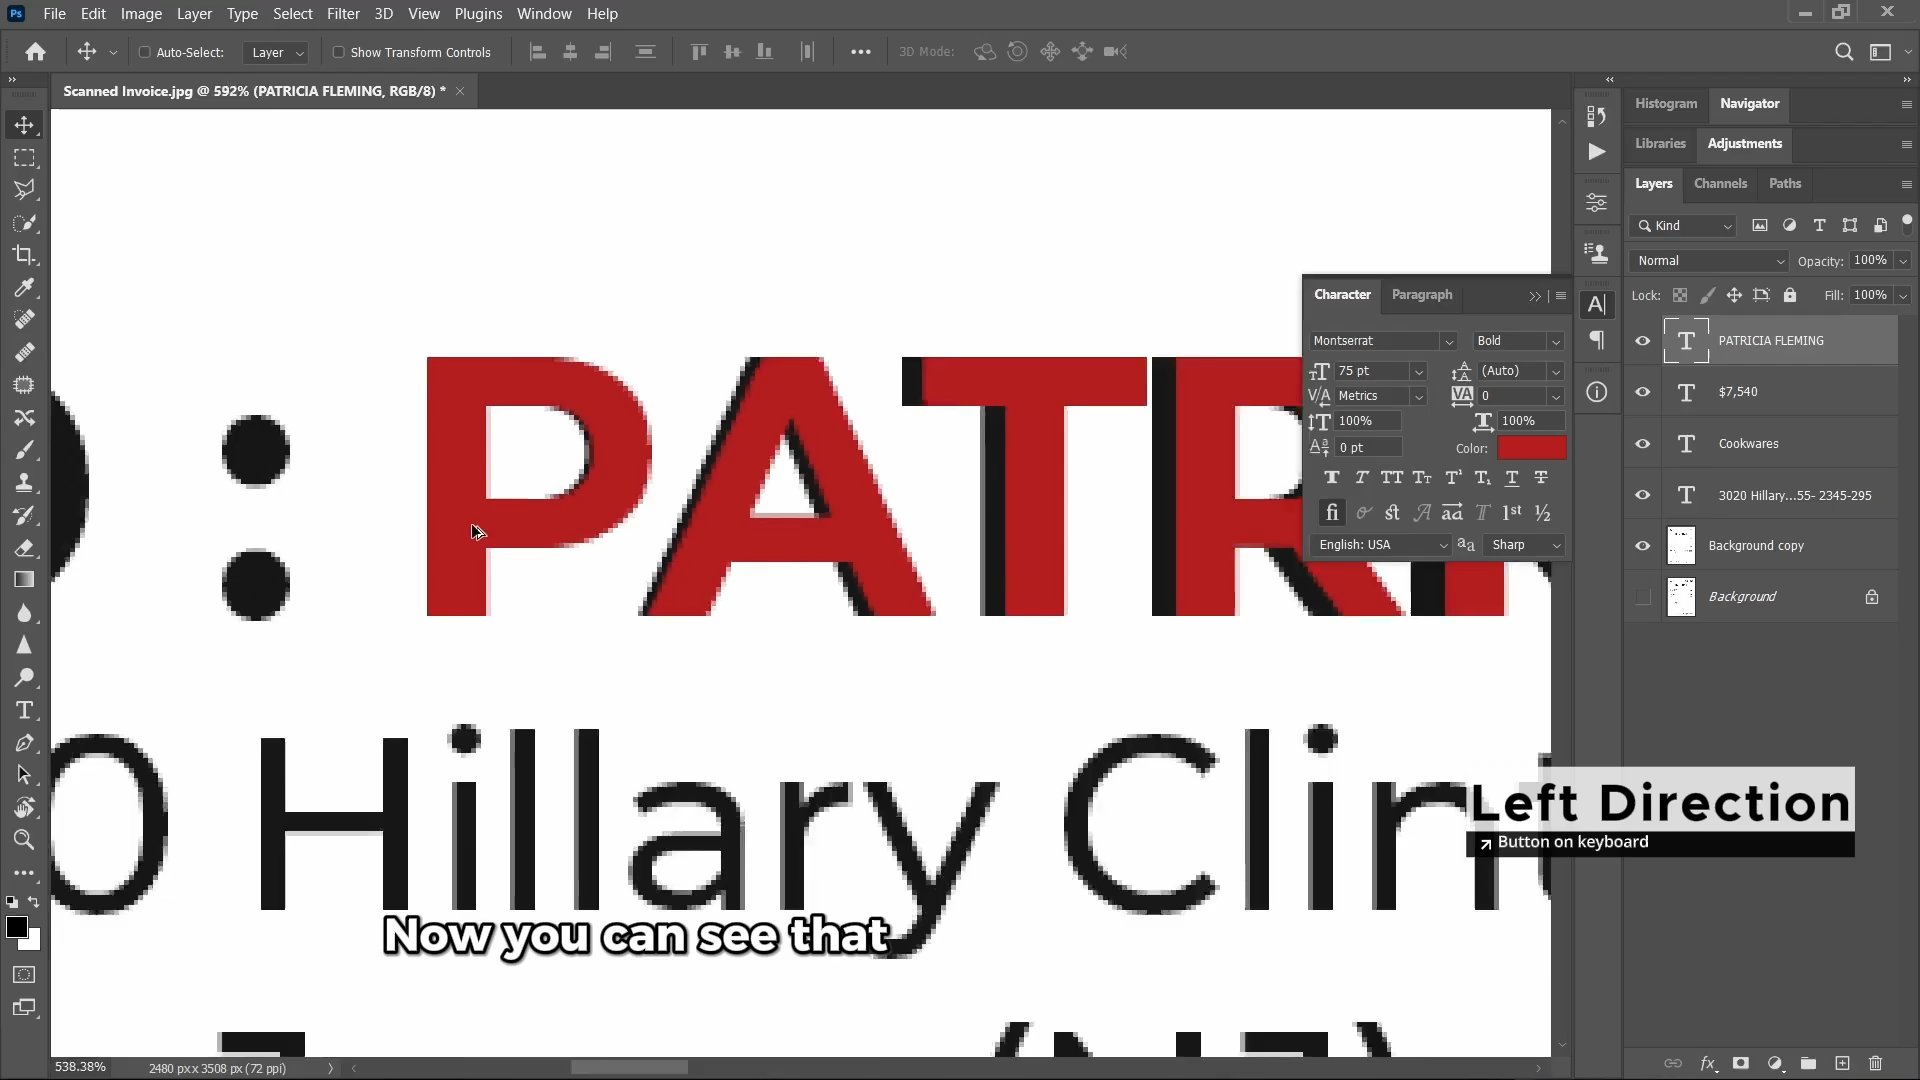 File Edit Image Layer Type Select Filter 3D View Plugins Window Help
Auto-Select: Layer Show Transform Controls 3D Mode:
Scanned Invoice.jpg @ 592% (PATRICIA FLEMING, RGB/8) *
Histogram Navigator
Libraries Adjustments
Layers Channels Paths
Kind
Normal Opacity: 100%
Lock: Fill: 100%
PATRICIA FLEMING
$7,540
Cookwares
3020 Hillary...55- 2345-295
Background copy
Background
Character Paragraph
Montserrat Bold
75 pt (Auto)
Metrics 0
100% 100%
0 pt Color:
English: USA Sharp
: PATRI
0 Hillary Clin
Left Direction
Button on keyboard
Now you can see that
538.38% 2480 px x 3508 px (72 ppi)